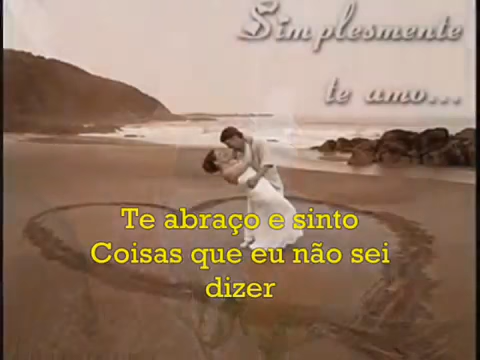 Simplesmente
te amo...
Te abraço e sinto
Coisas que eu não sei
dizer